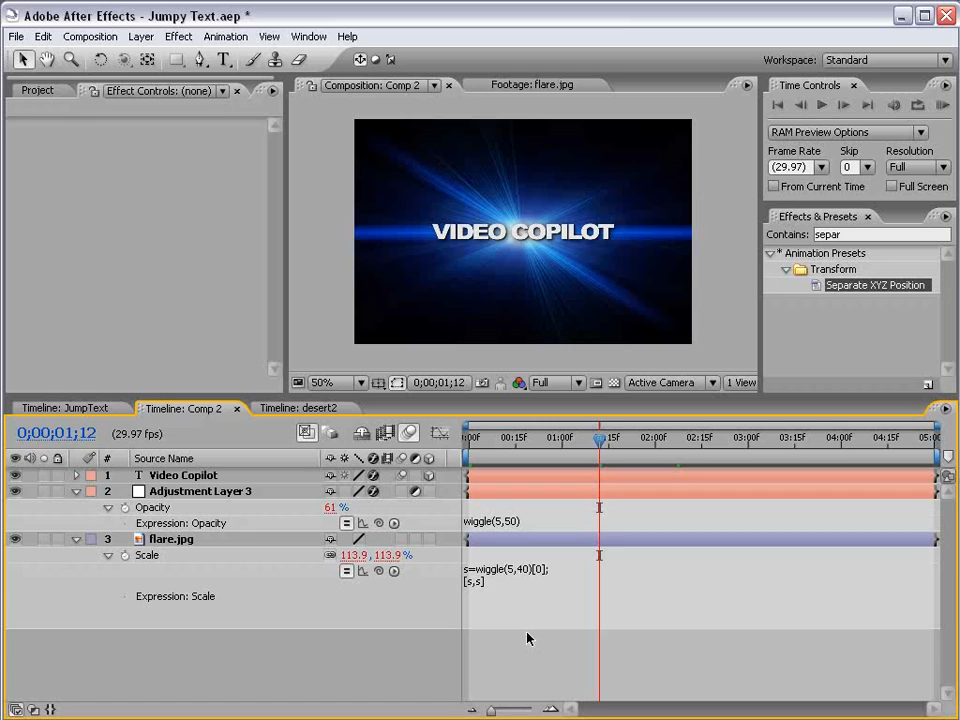 Adobe After Effects - Jumpy Text.aep *
File Edit Composition Layer Effect Animation View Window Help
Workspace: Standard
Project Effect Controls: (none)
Composition: Comp 2 Footage: flare.jpg
Time Controls
RAM Preview Options
Frame Rate Skip Resolution
(29.97) 0 Full
From Current Time Full Screen
Effects & Presets
Contains: separ
* Animation Presets
Transform
Separate XYZ Position
VIDEO COPILOT
50% 0;00;01;12 Full Active Camera 1 View
Timeline: JumpText Timeline: Comp 2 Timeline: desert2
0;00;01;12 (29.97 fps)
:00f 00:15f 01:00f 15f 02:00f 02:15f 03:00f 03:15f 04:00f 04:15f 05:00f
# Source Name
1 T Video Copilot
2 Adjustment Layer 3
Opacity 61 %
Expression: Opacity wiggle(5,50)
3 flare.jpg
Scale 113.9, 113.9 %
s=wiggle(5,40)[0];
[s,s]
Expression: Scale